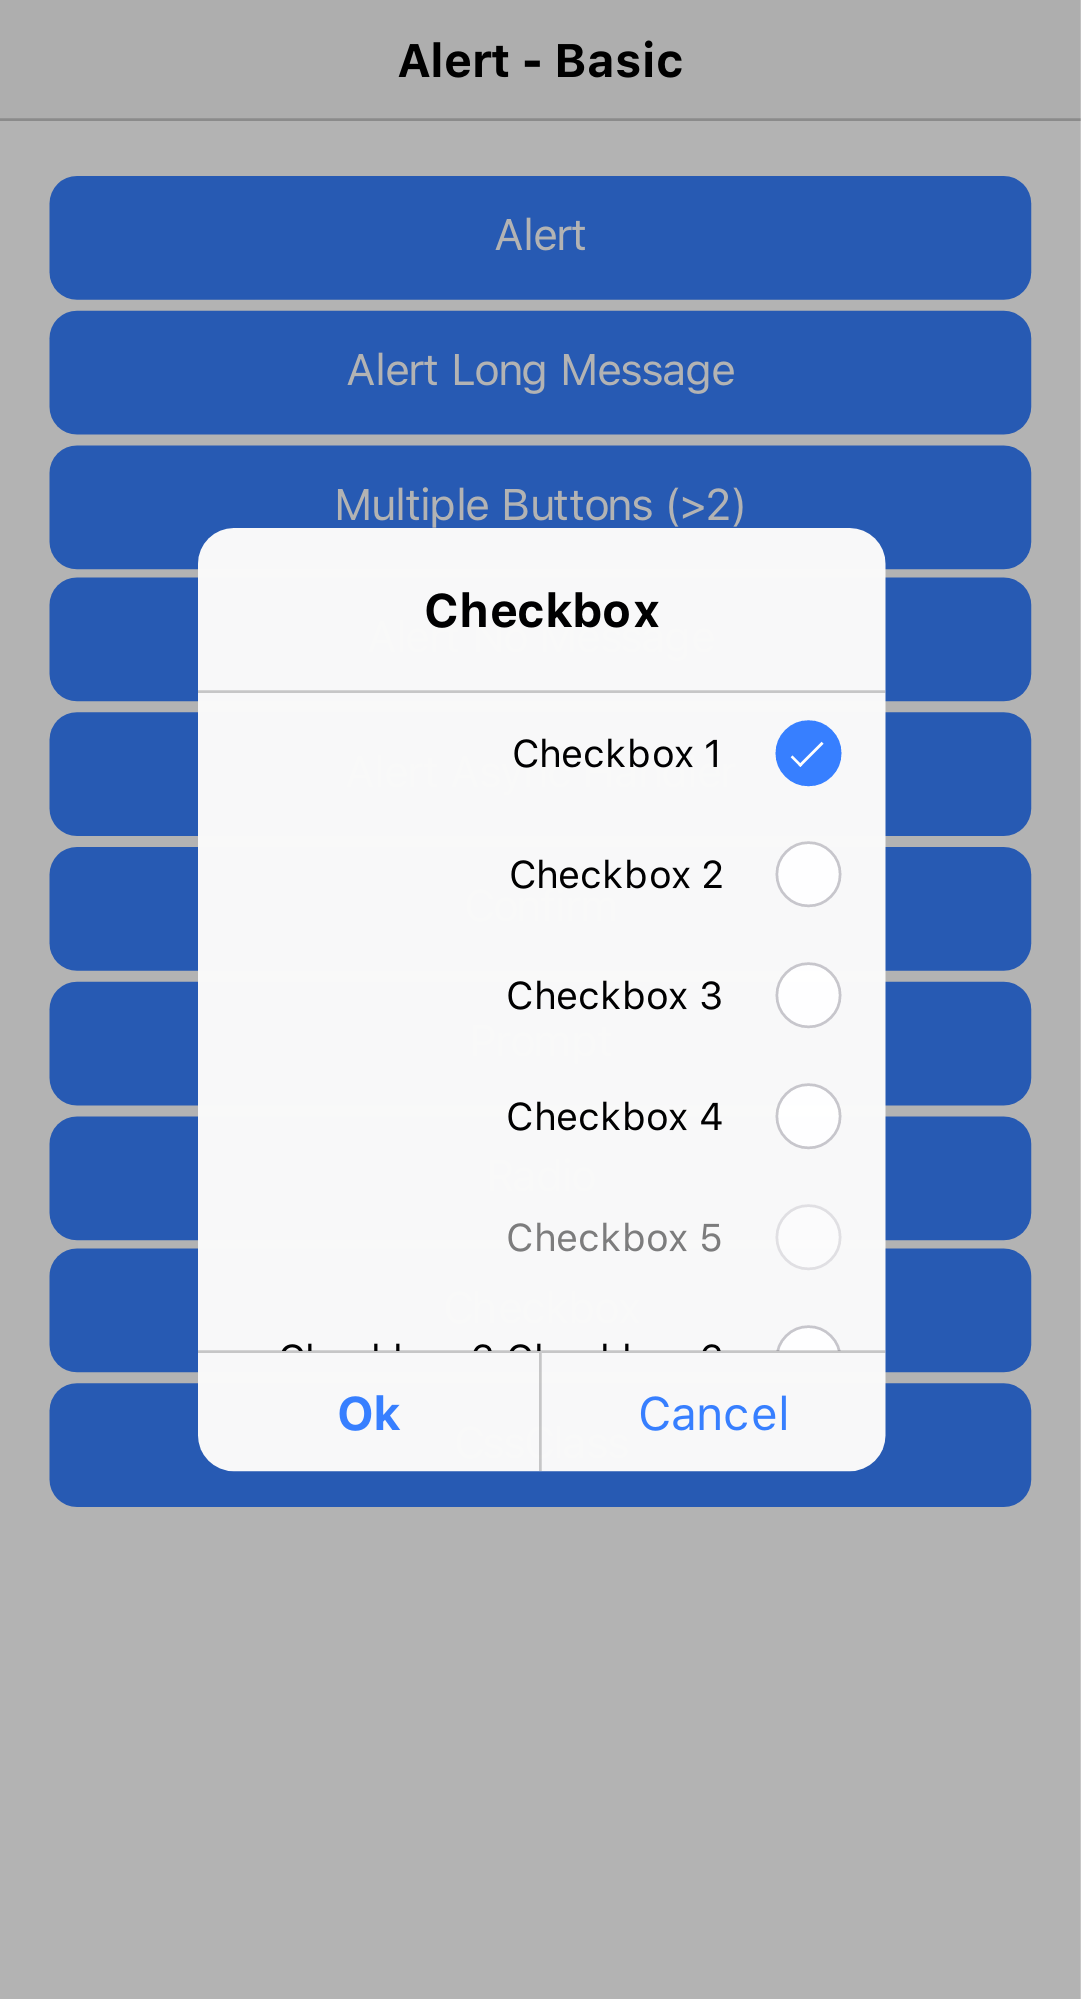 Alert - Basic
Alert
Alert Long Message
Multiple Buttons (>2)
Checkbox
Checkbox 1
Checkbox 2
Checkbox 3
Checkbox 4
Checkbox 5
Ok
Cancel